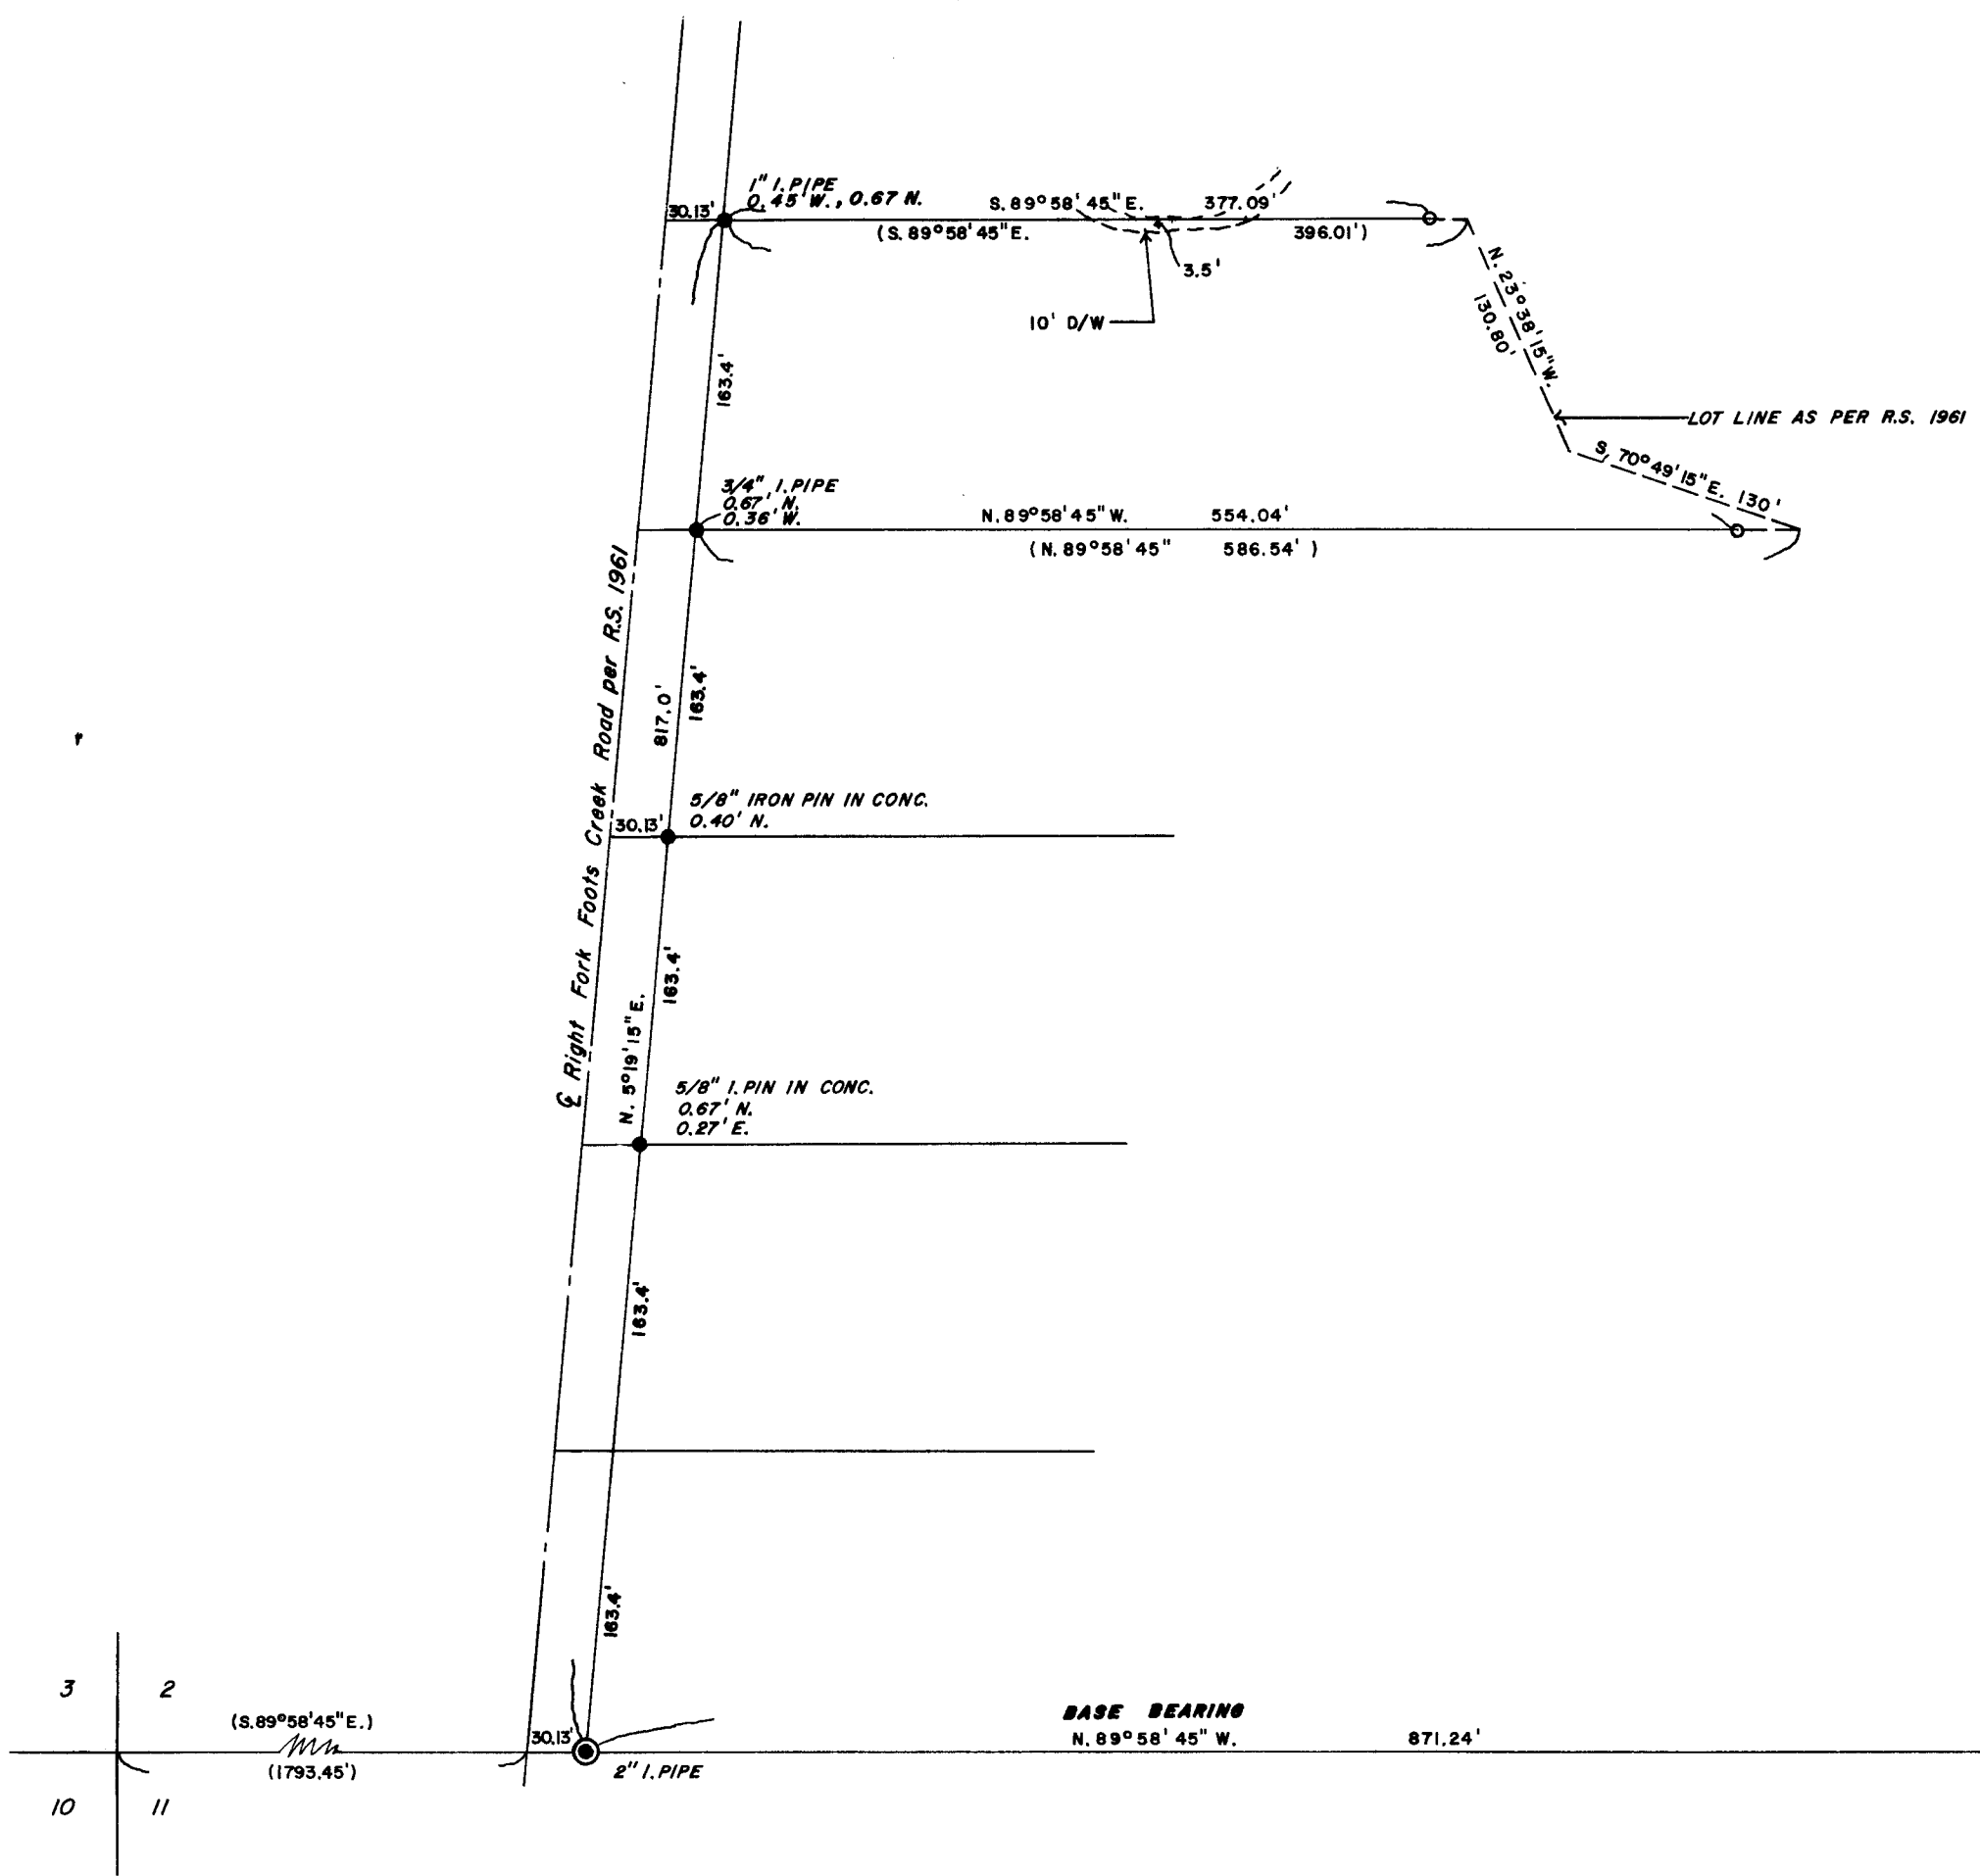 1" I. PIPE
0.45' W., 0.67 N.
30.13'
S. 89°58'45" E. 377.09'
(S. 89°58'45" E. 396.01')
3.5'
10' D/W
N. 23°38'15" W.
130.80'
163.4'
LOT LINE AS PER R.S. 1961
S. 70°49'15" E. 130'
3/4" I. PIPE
0.67' N.
0.36' W.
N. 89°58'45" W. 554.04'
(N. 89°58'45" 586.54')
℄ Right Fork Foots Creek Road per R.S. 1961
817.0'
163.4'
5/8" IRON PIN IN CONC.
0.40' N.
30.13'
163.4'
N. 5°19'15" E.
5/8" I. PIN IN CONC.
0.67' N.
0.27' E.
163.4'
163.4'
3 2
(S. 89°58'45" E.)
(1793.45')
10 11
30.13'
2" I. PIPE
BASE BEARING
N. 89°58'45" W. 871.24'